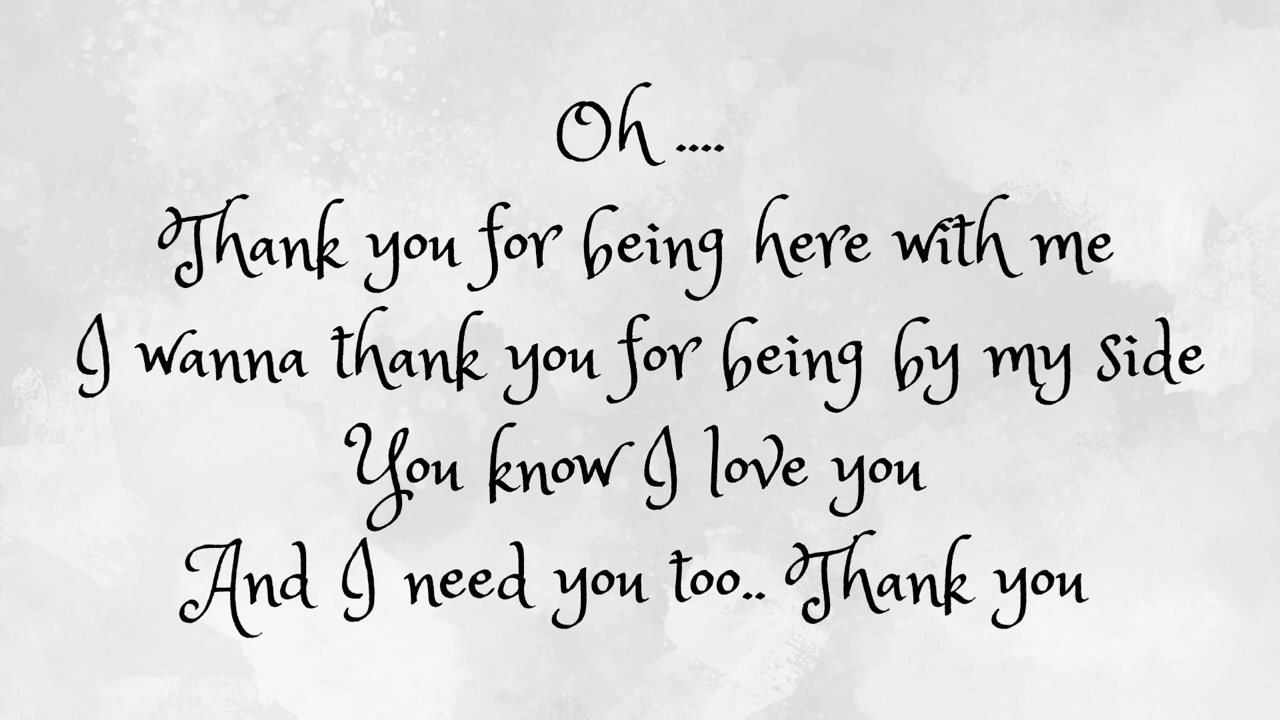 Oh ....
Thank you for being here with me
I wanna thank you for being by my side
You know I love you
And I need you too.. Thank you